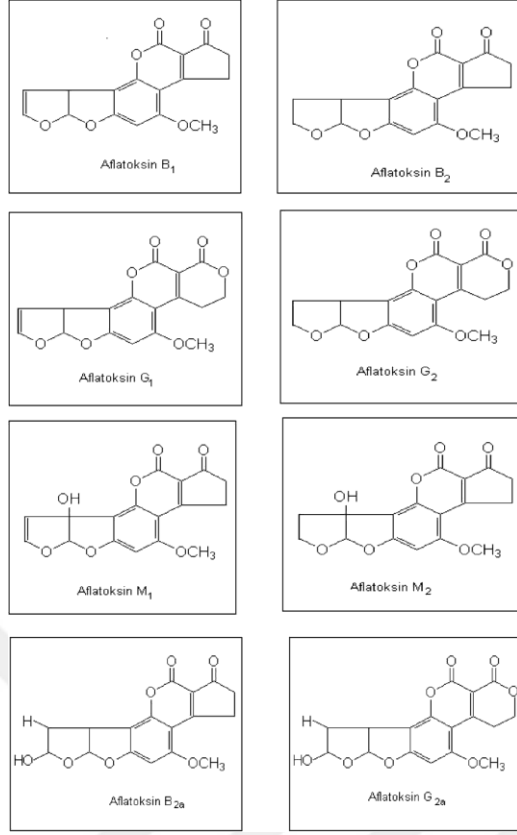 O O
O
O O OCH3
Aflatoksin B1
O O
O
O O OCH3
Aflatoksin B2
O O
O O
O O OCH3
Aflatoksin G1
O O
O O
O O OCH3
Aflatoksin G2
O O
OH O
O O OCH3
Aflatoksin M1
O O
OH O
O O OCH3
Aflatoksin M2
O O
O
H
HO O O OCH3
Aflatoksin B2a
O O
O O
H
HO O O OCH3
Aflatoksin G2a